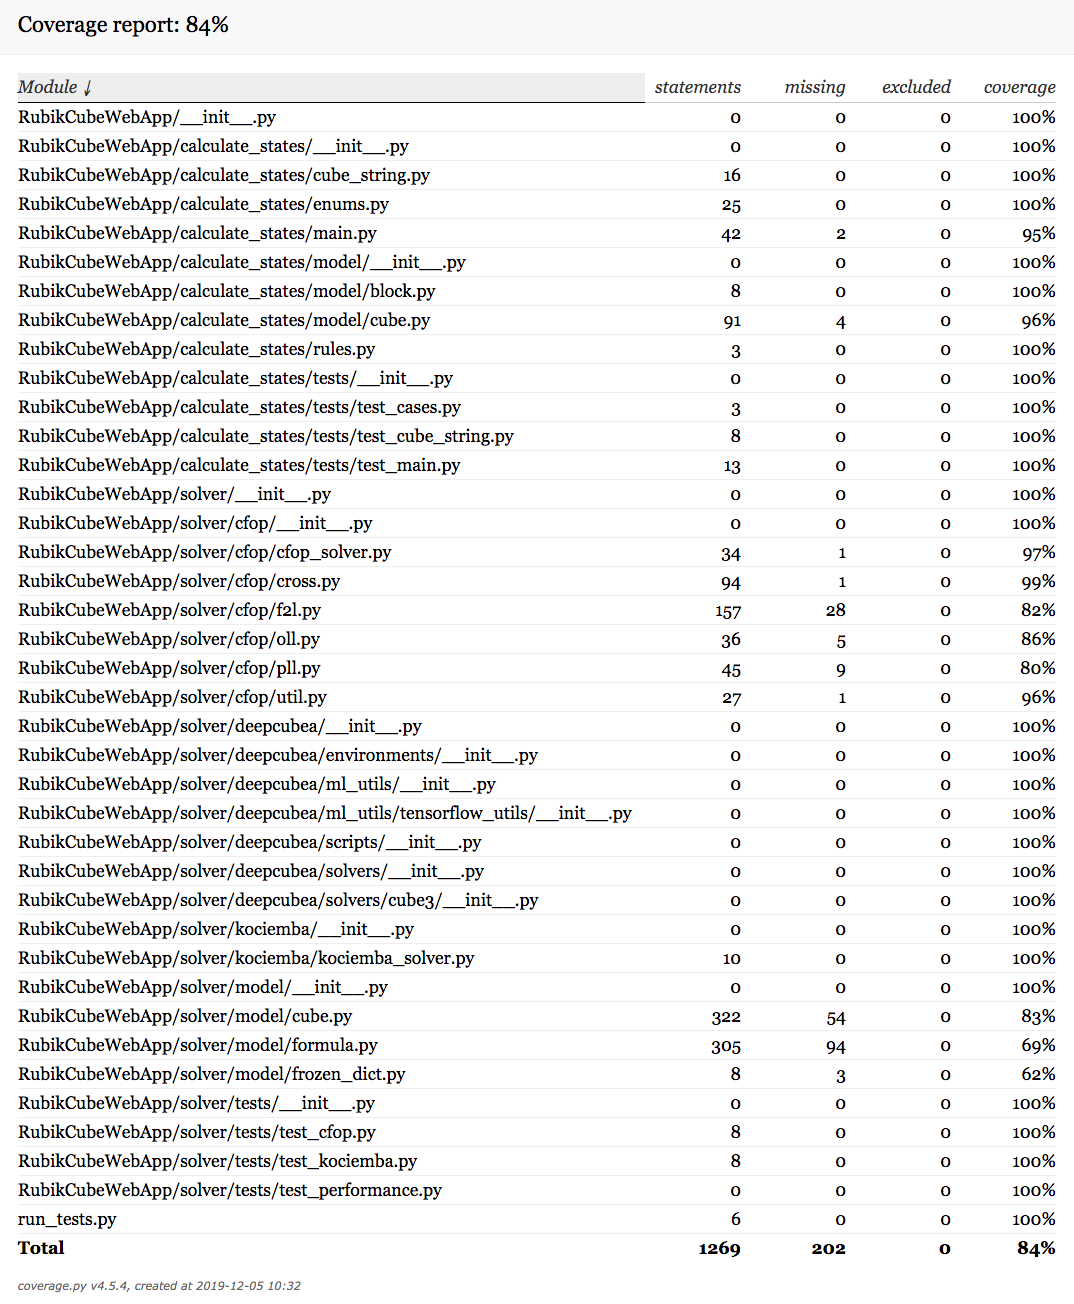 Coverage report: 84%
Module ↓ statements missing excluded coverage
RubikCubeWebApp/__init__.py 0 0 0 100%
RubikCubeWebApp/calculate_states/__init__.py 0 0 0 100%
RubikCubeWebApp/calculate_states/cube_string.py 16 0 0 100%
RubikCubeWebApp/calculate_states/enums.py 25 0 0 100%
RubikCubeWebApp/calculate_states/main.py 42 2 0 95%
RubikCubeWebApp/calculate_states/model/__init__.py 0 0 0 100%
RubikCubeWebApp/calculate_states/model/block.py 8 0 0 100%
RubikCubeWebApp/calculate_states/model/cube.py 91 4 0 96%
RubikCubeWebApp/calculate_states/rules.py 3 0 0 100%
RubikCubeWebApp/calculate_states/tests/__init__.py 0 0 0 100%
RubikCubeWebApp/calculate_states/tests/test_cases.py 3 0 0 100%
RubikCubeWebApp/calculate_states/tests/test_cube_string.py 8 0 0 100%
RubikCubeWebApp/calculate_states/tests/test_main.py 13 0 0 100%
RubikCubeWebApp/solver/__init__.py 0 0 0 100%
RubikCubeWebApp/solver/cfop/__init__.py 0 0 0 100%
RubikCubeWebApp/solver/cfop/cfop_solver.py 34 1 0 97%
RubikCubeWebApp/solver/cfop/cross.py 94 1 0 99%
RubikCubeWebApp/solver/cfop/f2l.py 157 28 0 82%
RubikCubeWebApp/solver/cfop/oll.py 36 5 0 86%
RubikCubeWebApp/solver/cfop/pll.py 45 9 0 80%
RubikCubeWebApp/solver/cfop/util.py 27 1 0 96%
RubikCubeWebApp/solver/deepcubea/__init__.py 0 0 0 100%
RubikCubeWebApp/solver/deepcubea/environments/__init__.py 0 0 0 100%
RubikCubeWebApp/solver/deepcubea/ml_utils/__init__.py 0 0 0 100%
RubikCubeWebApp/solver/deepcubea/ml_utils/tensorflow_utils/__init__.py 0 0 0 100%
RubikCubeWebApp/solver/deepcubea/scripts/__init__.py 0 0 0 100%
RubikCubeWebApp/solver/deepcubea/solvers/__init__.py 0 0 0 100%
RubikCubeWebApp/solver/deepcubea/solvers/cube3/__init__.py 0 0 0 100%
RubikCubeWebApp/solver/kociemba/__init__.py 0 0 0 100%
RubikCubeWebApp/solver/kociemba/kociemba_solver.py 10 0 0 100%
RubikCubeWebApp/solver/model/__init__.py 0 0 0 100%
RubikCubeWebApp/solver/model/cube.py 322 54 0 83%
RubikCubeWebApp/solver/model/formula.py 305 94 0 69%
RubikCubeWebApp/solver/model/frozen_dict.py 8 3 0 62%
RubikCubeWebApp/solver/tests/__init__.py 0 0 0 100%
RubikCubeWebApp/solver/tests/test_cfop.py 8 0 0 100%
RubikCubeWebApp/solver/tests/test_kociemba.py 8 0 0 100%
RubikCubeWebApp/solver/tests/test_performance.py 0 0 0 100%
run_tests.py 6 0 0 100%
Total 1269 202 0 84%
coverage.py v4.5.4, created at 2019-12-05 10:32